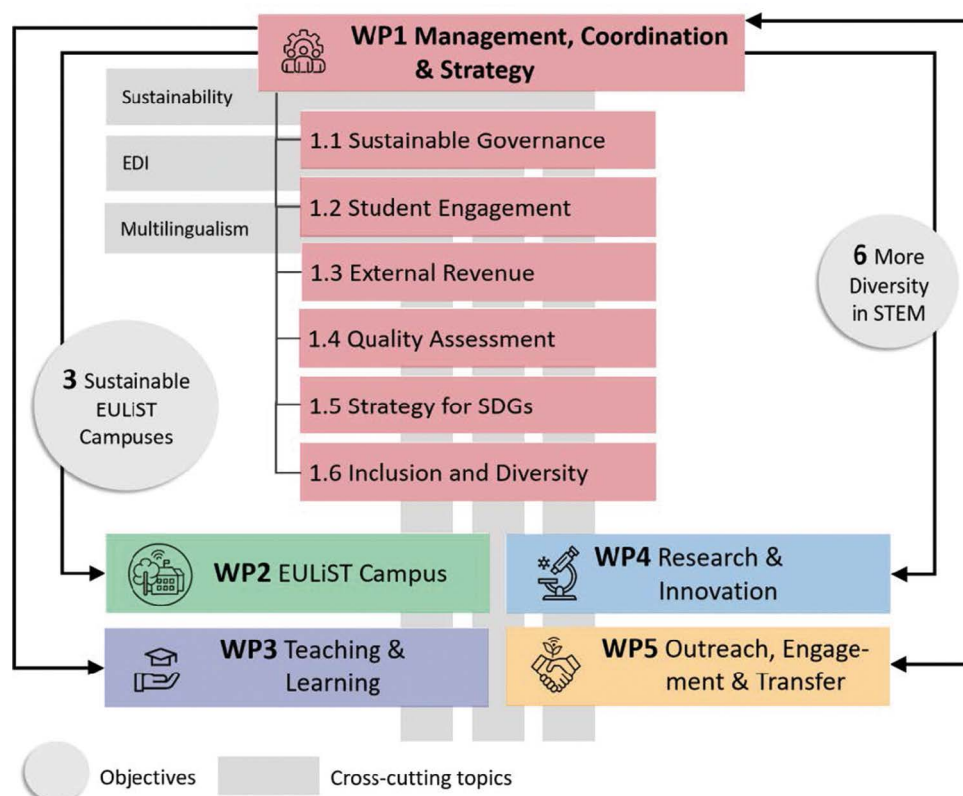 WP1 Management, Coordination
& Strategy
Sustainability
EDI
Multilingualism
1.1 Sustainable Governance
1.2 Student Engagement
1.3 External Revenue
1.4 Quality Assessment
1.5 Strategy for SDGs
1.6 Inclusion and Diversity
3 Sustainable
EULiST
Campuses
6 More
Diversity
in STEM
WP2 EULiST Campus
WP4 Research &
Innovation
WP3 Teaching &
Learning
WP5 Outreach, Engage-
ment & Transfer
Objectives
Cross-cutting topics